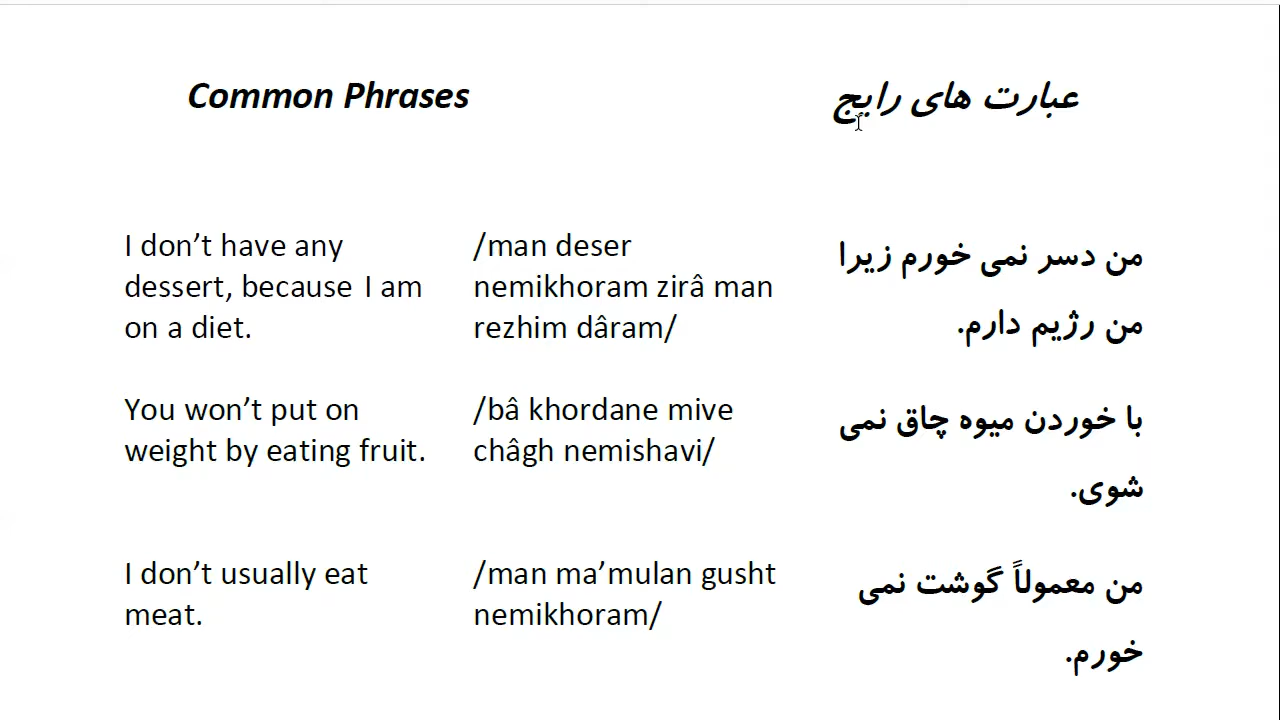 Common Phrases
عبارت های رایج
I don’t have any
dessert, because I am
on a diet.
/man deser
nemikhoram zirâ man
rezhim dâram/
من دسر نمی خورم زیرا
من رژیم دارم.
You won’t put on
weight by eating fruit.
/bâ khordane mive
châgh nemishavi/
با خوردن میوه چاق نمی
شوی.
I don’t usually eat
meat.
/man ma’mulan gusht
nemikhoram/
من معمولاً گوشت نمی
خورم.